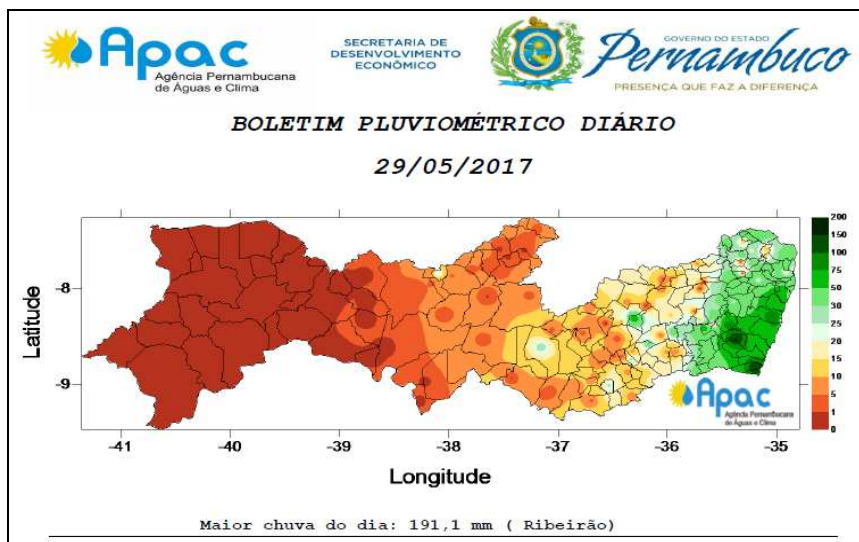 Apac
Agência Pernambucana
de Águas e Clima
SECRETARIA DE
DESENVOLVIMENTO
ECONÔMICO
GOVERNO DO ESTADO
Pernambuco
PRESENÇA QUE FAZ A DIFERENÇA
BOLETIM PLUVIOMÉTRICO DIÁRIO
29/05/2017
200
150
100
75
50
30
25
20
15
10
5
1
0
-8
-9
Latitude
Apac
Agência Pernambucana
de Águas e Clima
-41
-40
-39
-38
-37
-36
-35
Longitude
Maior chuva do dia: 191,1 mm ( Ribeirão)